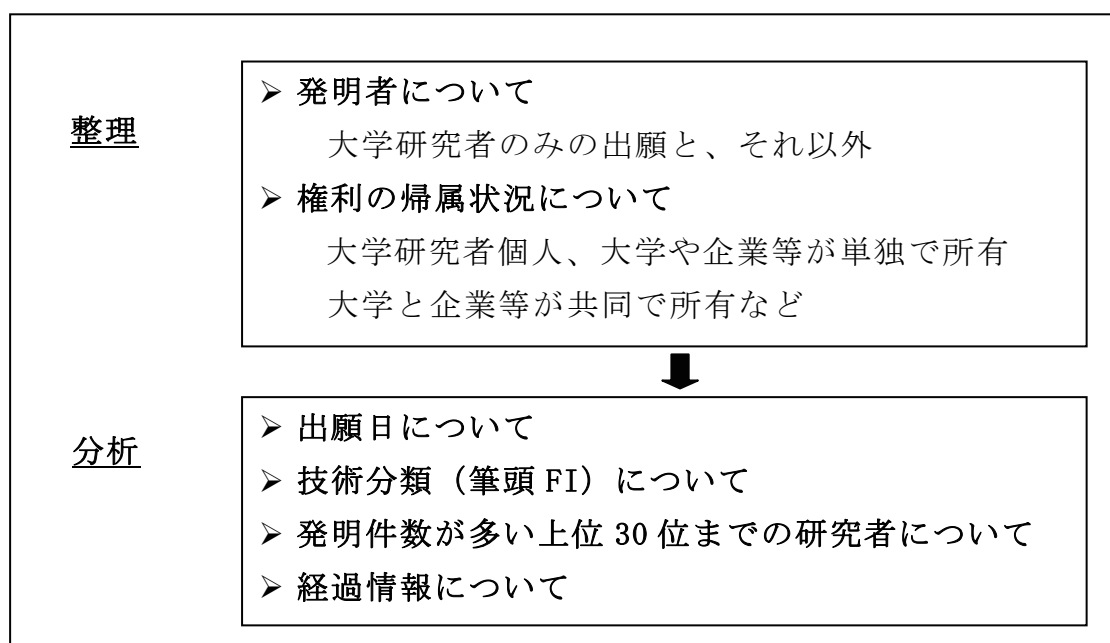 整理
➢ 発明者について
大学研究者のみの出願と、それ以外
➢ 権利の帰属状況について
大学研究者個人、大学や企業等が単独で所有
大学と企業等が共同で所有など
分析
➢ 出願日について
➢ 技術分類（筆頭 FI）について
➢ 発明件数が多い上位 30 位までの研究者について
➢ 経過情報について